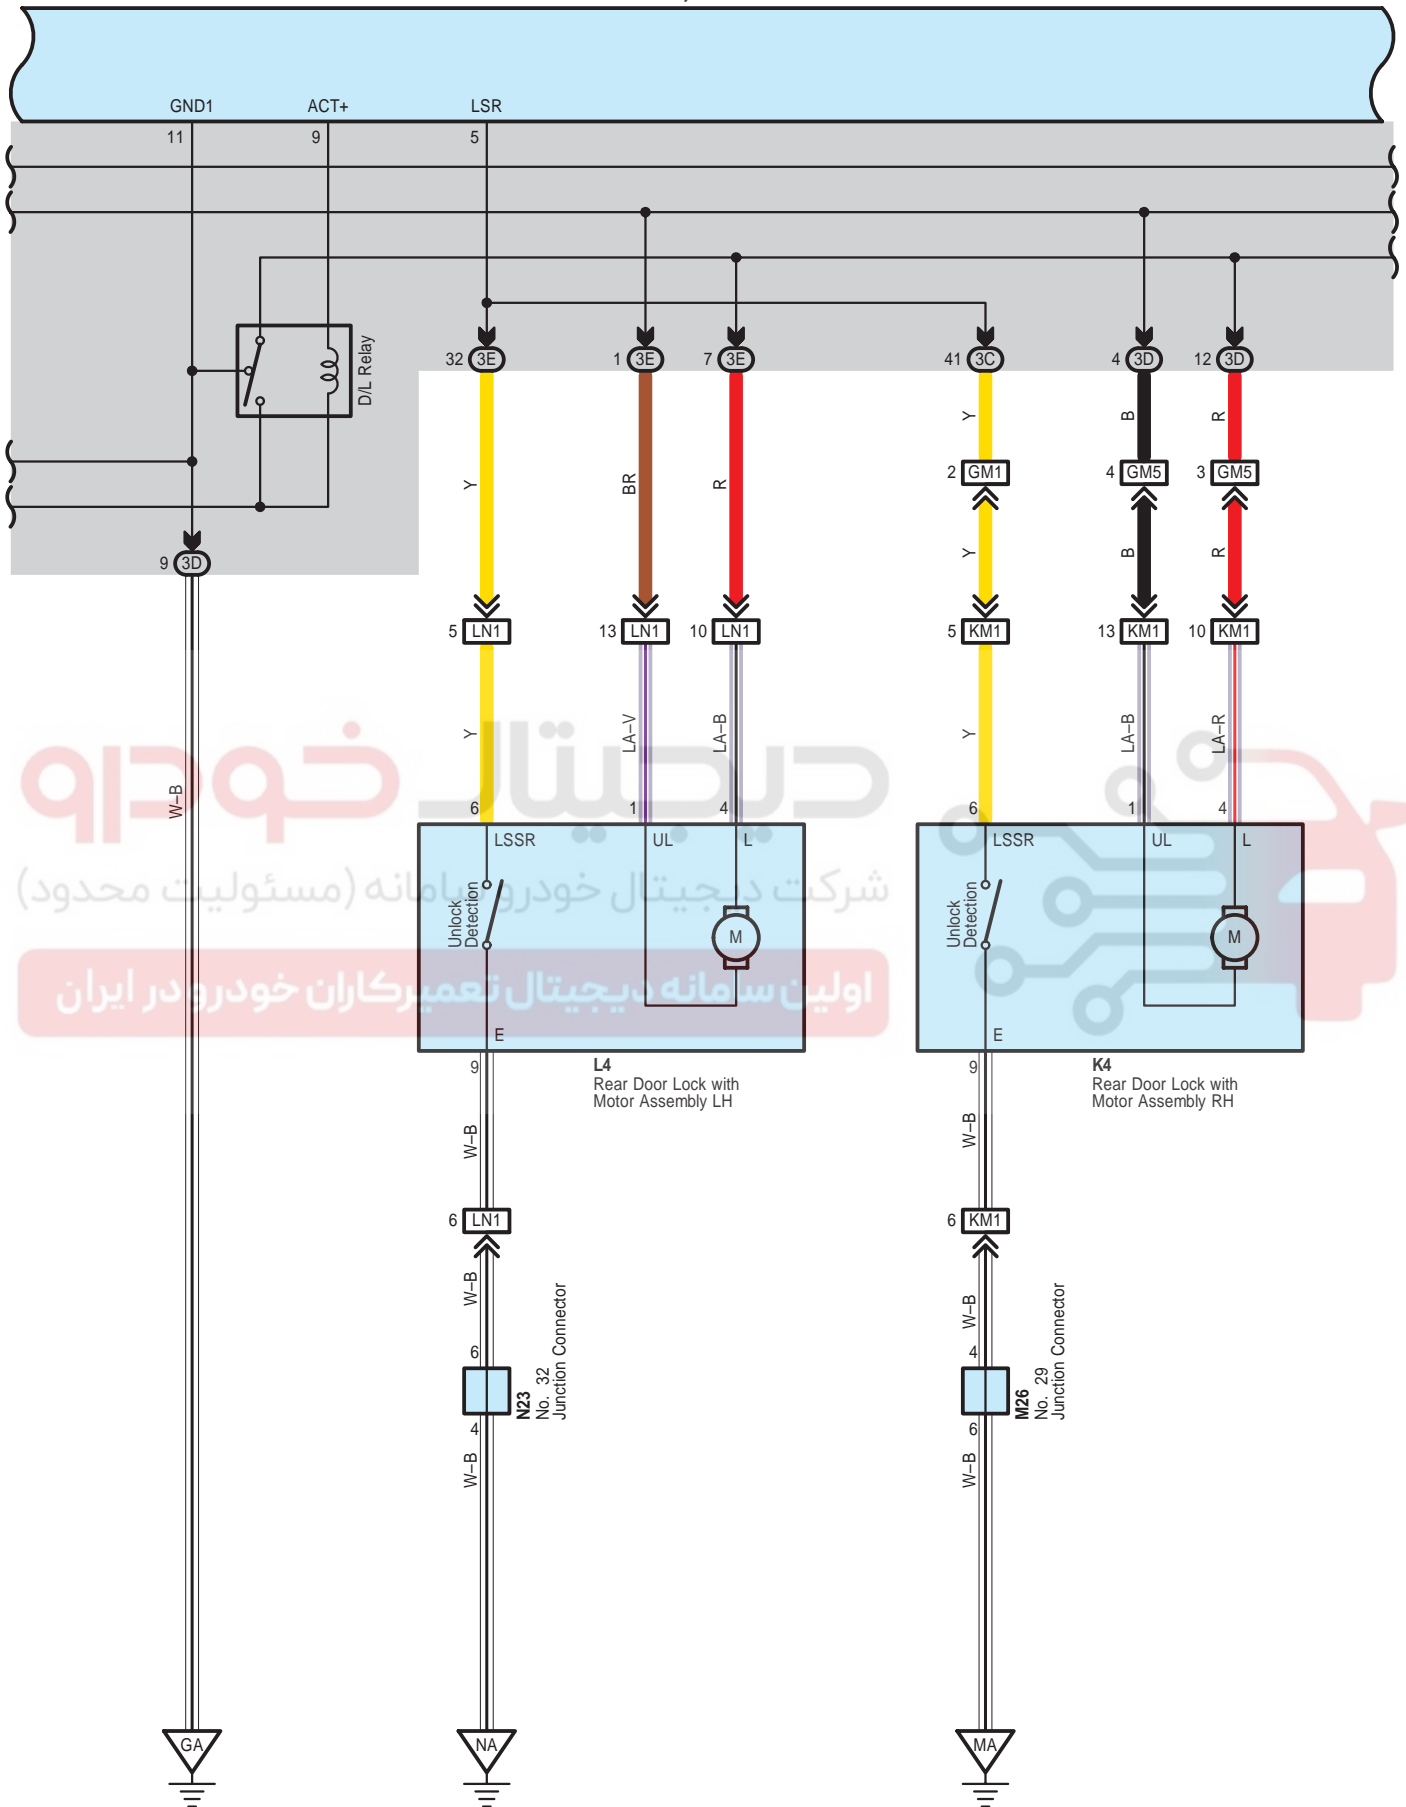 GND1 ACT+ LSR
11 9 5
D/L Relay
32 3E 1 3E 7 3E 41 3C 4 3D 12 3D
Y B R
2 GM1 4 GM5 3 GM5
Y BR R
Y B R
9 3D
5 LN1 13 LN1 10 LN1 5 KM1 13 KM1 10 KM1
Y LA–V LA–B Y LA–B LA–R
دیجیتال خودرو
W–B
6 1 4 6 1 4
LSSR UL L LSSR UL L
شرکت دیجیتال خودرو سامانه (مسئولیت محدود)
Unlock Detection M Unlock Detection M
اولین سامانه دیجیتال تعمیرکاران خودرو در ایران
E E
9 9
L4
Rear Door Lock with
Motor Assembly LH
K4
Rear Door Lock with
Motor Assembly RH
W–B W–B
6 LN1 6 KM1
W–B W–B
6 4
N23
No. 32
Junction Connector
M26
No. 29
Junction Connector
4 6
W–B W–B
GA NA MA